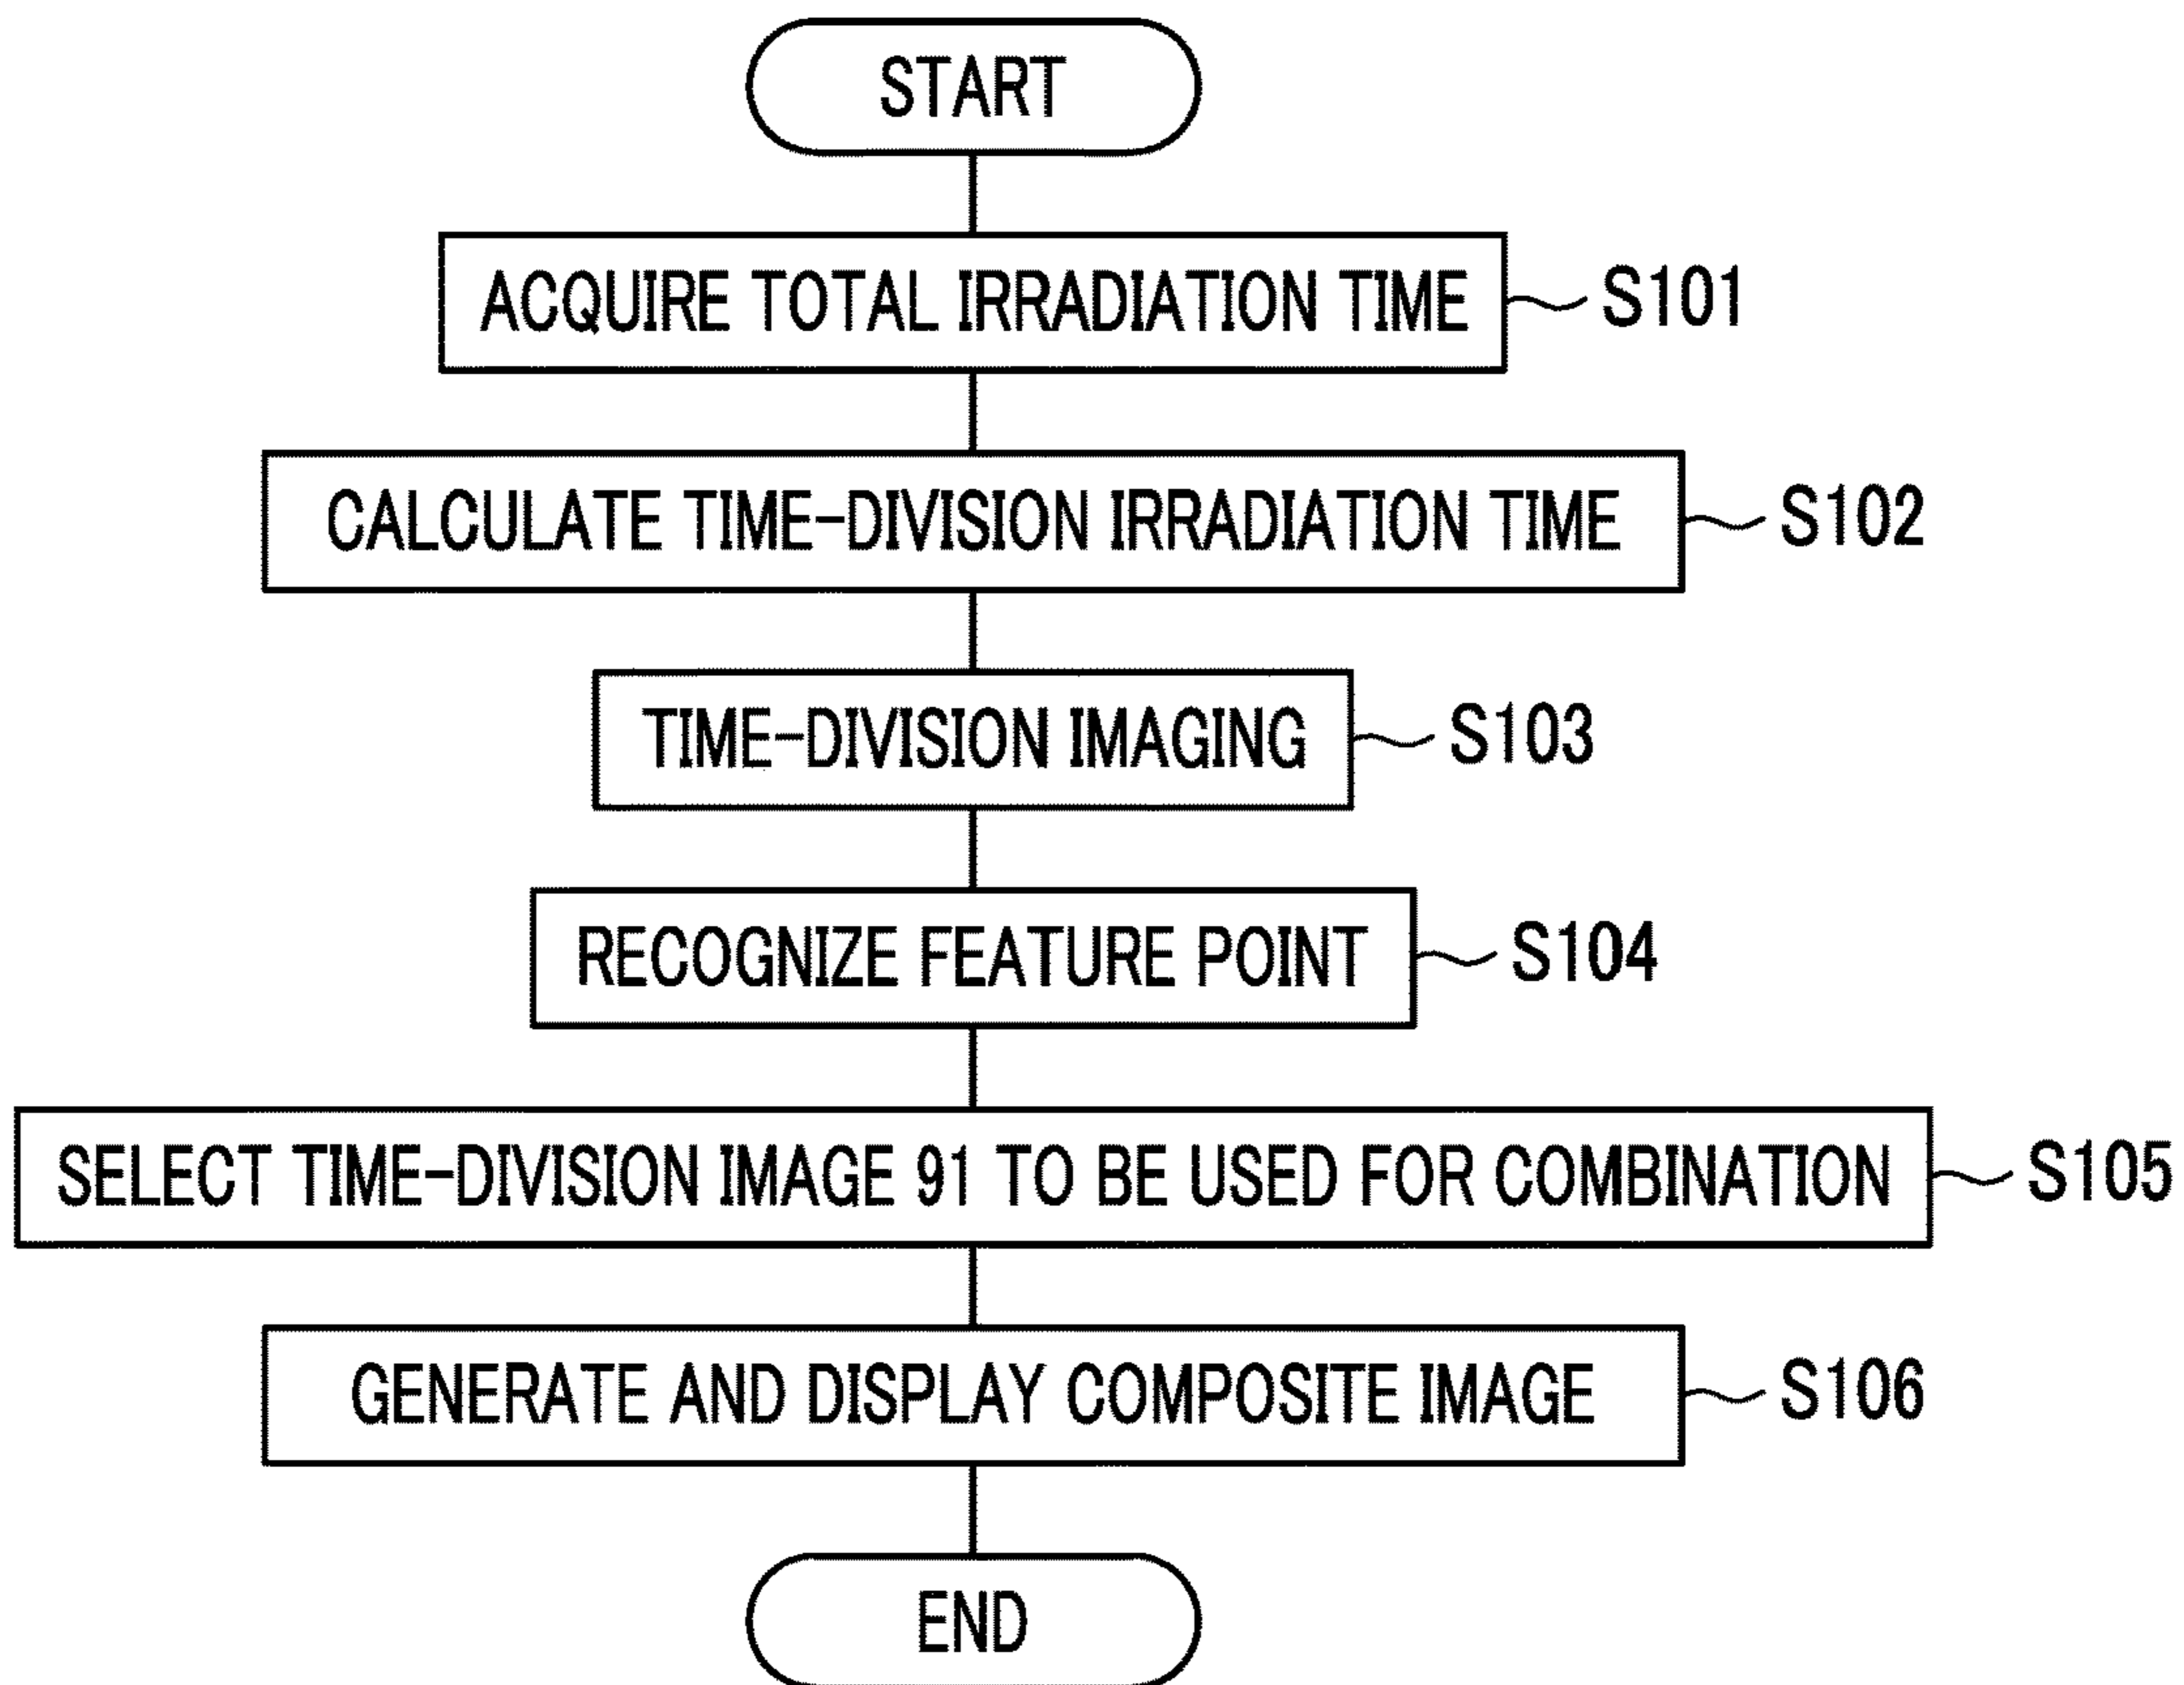 START
ACQUIRE TOTAL IRRADIATION TIME S101
CALCULATE TIME-DIVISION IRRADIATION TIME S102
TIME-DIVISION IMAGING S103
RECOGNIZE FEATURE POINT S104
SELECT TIME-DIVISION IMAGE 91 TO BE USED FOR COMBINATION S105
GENERATE AND DISPLAY COMPOSITE IMAGE S106
END